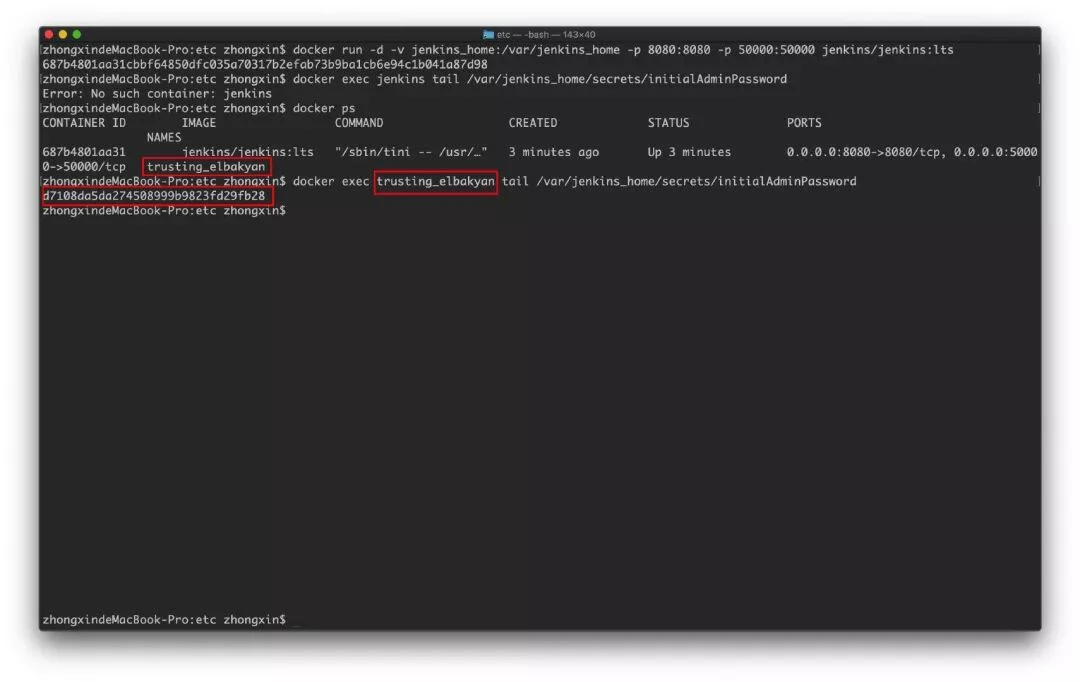 etc — -bash — 143×40
zhongxindeMacBook-Pro:etc zhongxin$ docker run -d -v jenkins_home:/var/jenkins_home -p 8080:8080 -p 50000:50000 jenkins/jenkins:lts
687b4801aa31cbbf64850dfc035a70317b2efab73b9ba1cb6e94c1b041a87d98
zhongxindeMacBook-Pro:etc zhongxin$ docker exec jenkins tail /var/jenkins_home/secrets/initialAdminPassword
Error: No such container: jenkins
zhongxindeMacBook-Pro:etc zhongxin$ docker ps
CONTAINER ID IMAGE COMMAND CREATED STATUS PORTS
NAMES
687b4801aa31 jenkins/jenkins:lts "/sbin/tini -- /usr/…" 3 minutes ago Up 3 minutes 0.0.0.0:8080->8080/tcp, 0.0.0.0:5000
0->50000/tcp trusting_elbakyan
zhongxindeMacBook-Pro:etc zhongxin$ docker exec trusting_elbakyan tail /var/jenkins_home/secrets/initialAdminPassword
d7108da5da274508999b9823fd29fb28
zhongxindeMacBook-Pro:etc zhongxin$
zhongxindeMacBook-Pro:etc zhongxin$ _